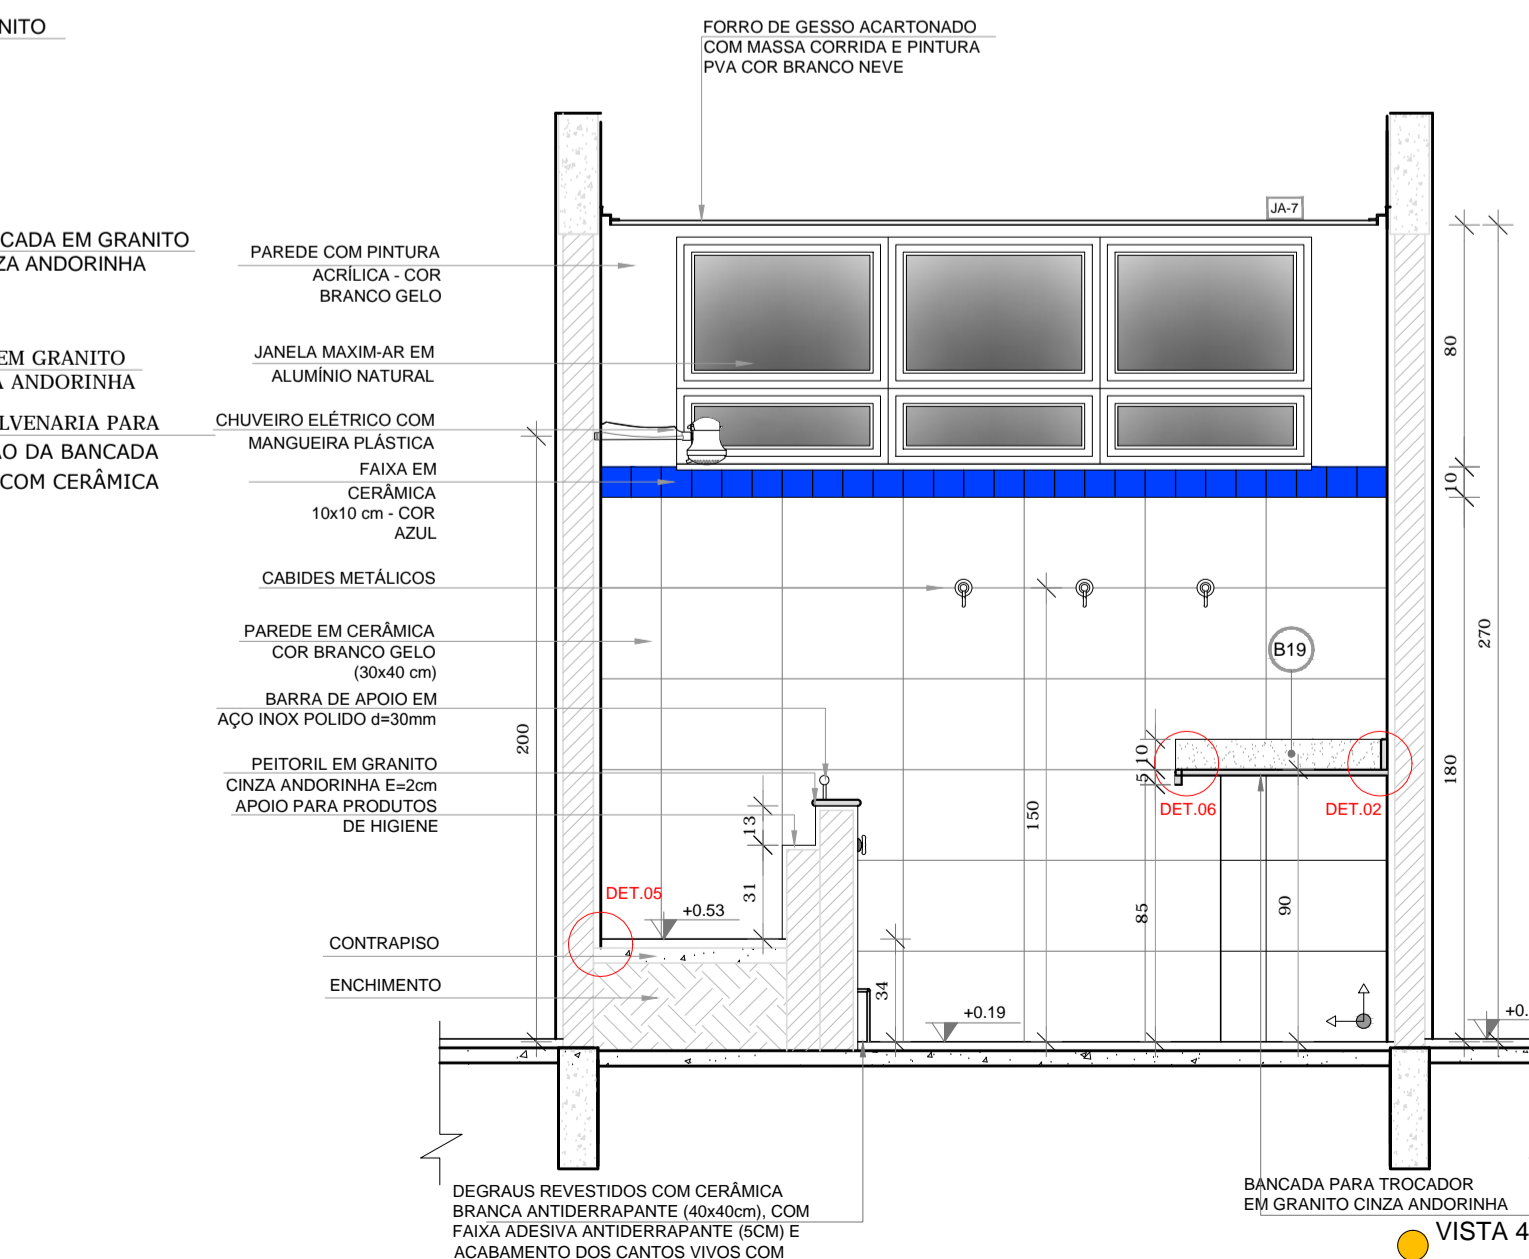 NITO
FORRO DE GESSO ACARTONADO
COM MASSA CORRIDA E PINTURA
PVA COR BRANCO NEVE
JA-7
CADA EM GRANITO
ZA ANDORINHA
PAREDE COM PINTURA
ACRÍLICA - COR
BRANCO GELO
EM GRANITO
A ANDORINHA
JANELA MAXIM-AR EM
ALUMÍNIO NATURAL
LVENARIA PARA
ÃO DA BANCADA
COM CERÂMICA
CHUVEIRO ELÉTRICO COM
MANGUEIRA PLÁSTICA
FAIXA EM
CERÂMICA
10x10 cm - COR
AZUL
CABIDES METÁLICOS
PAREDE EM CERÂMICA
COR BRANCO GELO
(30x40 cm)
BARRA DE APOIO EM
AÇO INOX POLIDO d=30mm
PEITORIL EM GRANITO
CINZA ANDORINHA E=2cm
APOIO PARA PRODUTOS
DE HIGIENE
CONTRAPISO
ENCHIMENTO
80
10
270
180
B19
200
10
5
150
DET.06
DET.02
13
31
DET.05
+0.53
85
90
34
+0.19
+0.
DEGRAUS REVESTIDOS COM CERÂMICA
BRANCA ANTIDERRAPANTE (40x40cm), COM
FAIXA ADESIVA ANTIDERRAPANTE (5CM) E
ACABAMENTO DOS CANTOS VIVOS COM
BANCADA PARA TROCADOR
EM GRANITO CINZA ANDORINHA
VISTA 4